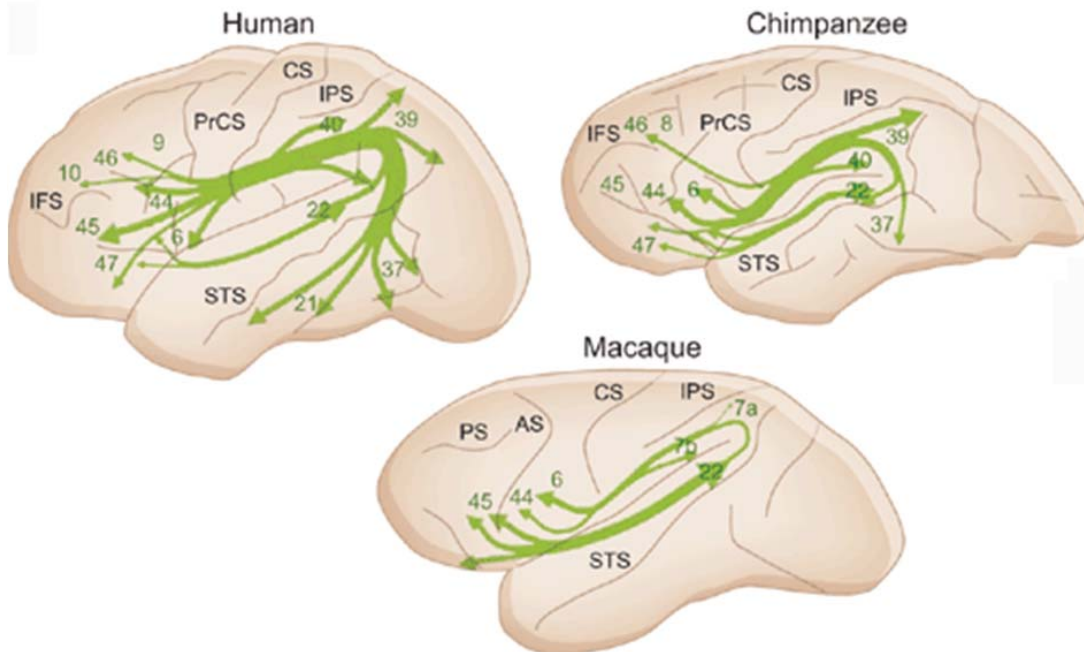 Human
CS
IPS
PrCS
40
39
9
46
10
IFS
44
45
6
22
47
STS
21
37
Chimpanzee
CS
IPS
IFS
46
8
PrCS
39
40
45
44
6
22
47
37
STS
Macaque
CS
IPS
7a
PS
AS
7b
22
6
45
44
STS